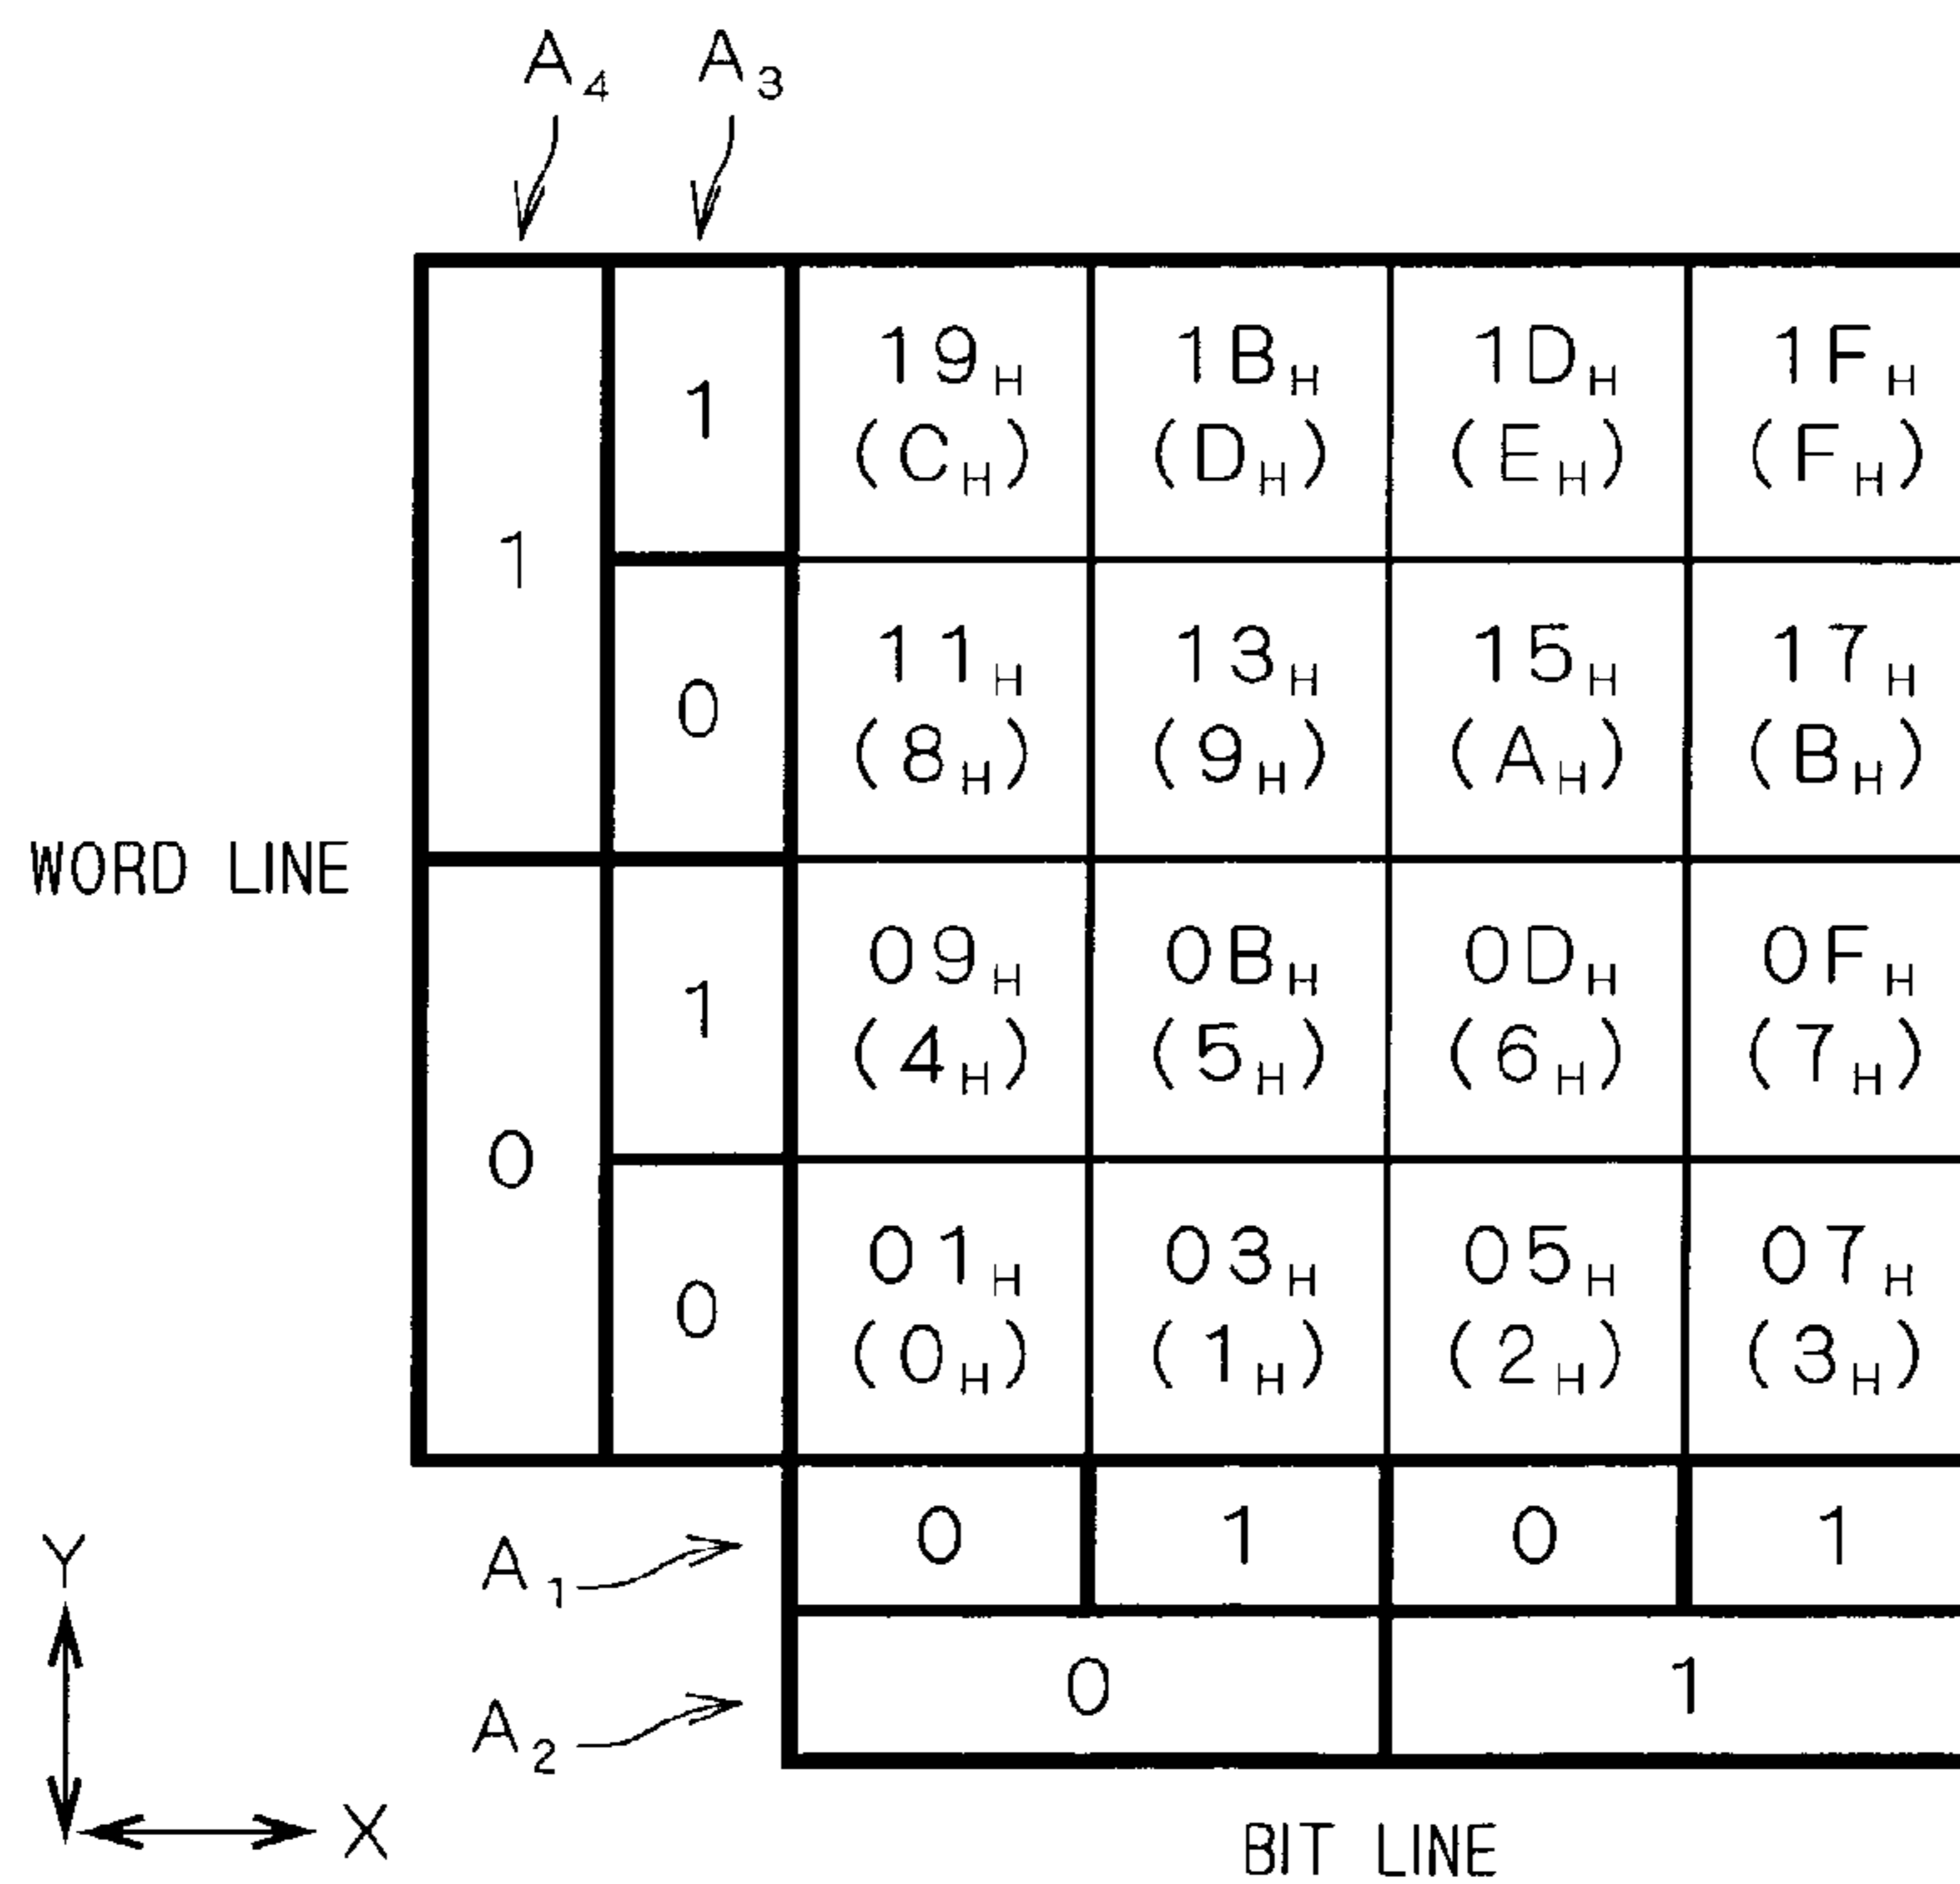 A₄ A₃
1 1 19H 1BH 1DH 1FH
(CH) (DH) (EH) (FH)
0 11H 13H 15H 17H
(8H) (9H) (AH) (BH)
WORD LINE
0 1 09H 0BH 0DH 0FH
(4H) (5H) (6H) (7H)
0 01H 03H 05H 07H
(0H) (1H) (2H) (3H)
A₁ 0 1 0 1
A₂ 0 1
Y
X
BIT LINE